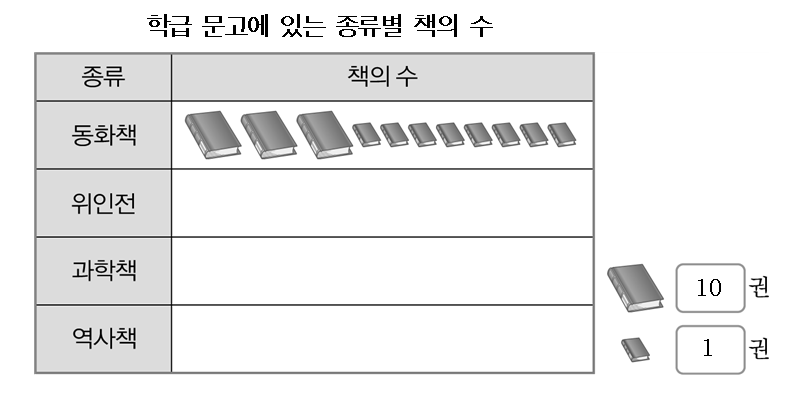 학급 문고에 있는 종류별 책의 수
종류 책의 수
동화책
위인전
과학책
역사책
10 권
1 권